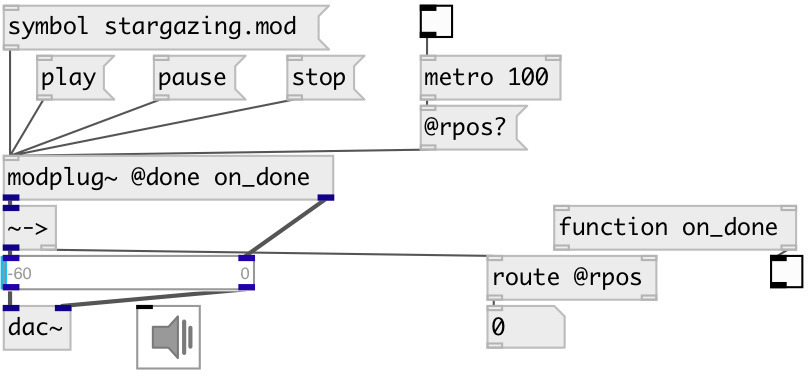 symbol stargazing.mod
play
pause
stop
metro 100
@rpos?
modplug~ @done on_done
~->
function on_done
-60
0
route @rpos
dac~
0